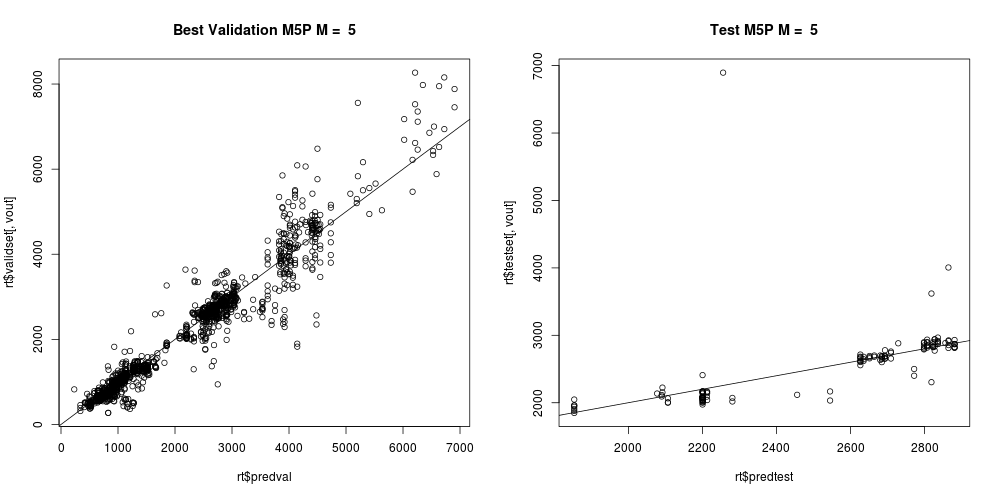 Best Validation M5P M = 5
rt$validset[, vout]
8000
6000
4000
2000
0
0 1000 2000 3000 4000 5000 6000 7000
rt$predval
Test M5P M = 5
rt$testset[, vout]
7000
6000
5000
4000
3000
2000
2000 2200 2400 2600 2800
rt$predtest